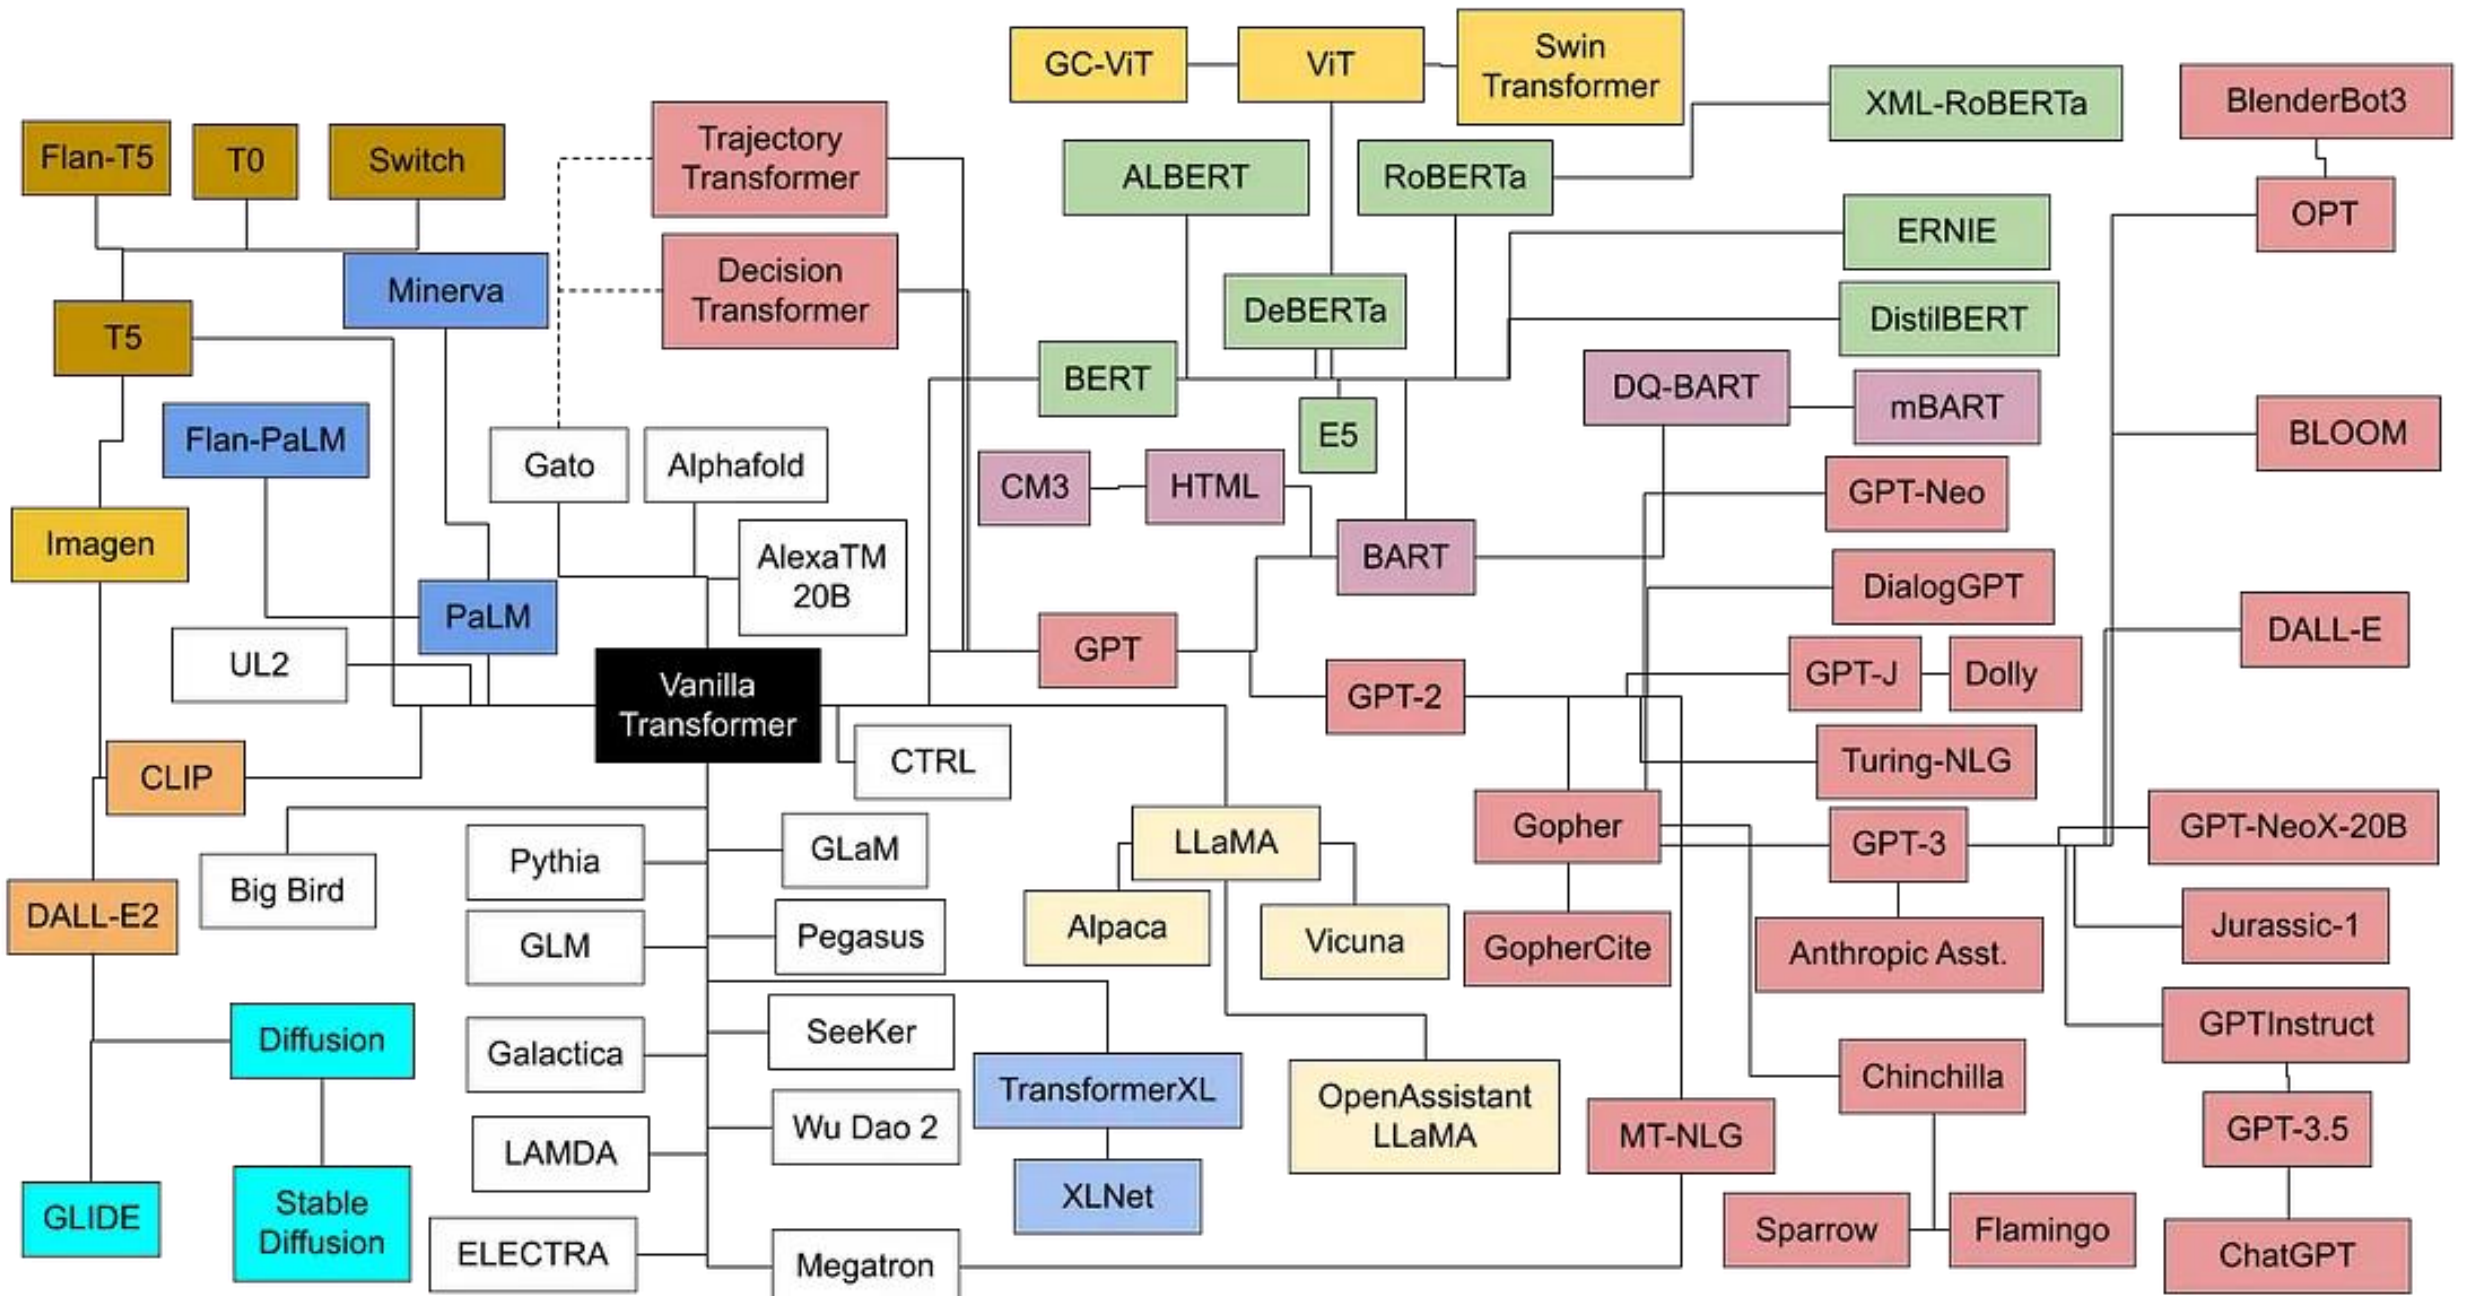 GC-ViT
ViT
Swin
Transformer
XML-RoBERTa
BlenderBot3
Flan-T5
T0
Switch
Trajectory
Transformer
ALBERT
RoBERTa
OPT
ERNIE
Minerva
Decision
Transformer
DeBERTa
DistilBERT
T5
BERT
DQ-BART
mBART
Flan-PaLM
E5
BLOOM
Gato
Alphafold
CM3
HTML
GPT-Neo
Imagen
AlexaTM
20B
BART
DialogGPT
PaLM
UL2
GPT
DALL-E
Vanilla
Transformer
GPT-2
GPT-J
Dolly
CLIP
CTRL
Turing-NLG
Pythia
GLaM
LLaMA
Gopher
GPT-3
GPT-NeoX-20B
Big Bird
DALL-E2
GLM
Pegasus
Alpaca
Vicuna
GopherCite
Anthropic Asst.
Jurassic-1
Diffusion
Galactica
SeeKer
TransformerXL
OpenAssistant
LLaMA
Chinchilla
GPTInstruct
LAMDA
Wu Dao 2
MT-NLG
GPT-3.5
GLIDE
Stable
Diffusion
XLNet
Sparrow
Flamingo
ELECTRA
Megatron
ChatGPT